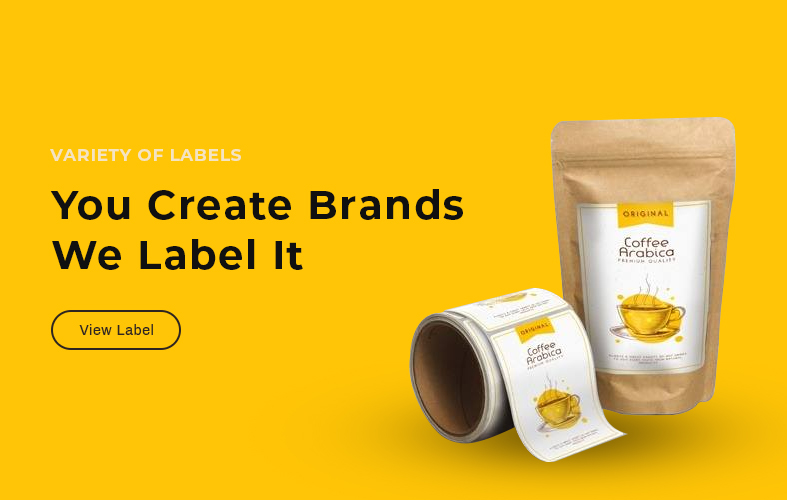 VARIETY OF LABELS
You Create Brands
We Label It
View Label
ORIGINAL
Coffee
Arabica
PREMIUM QUALITY
ORIGINAL
Coffee
Arabica
PREMIUM QUALITY